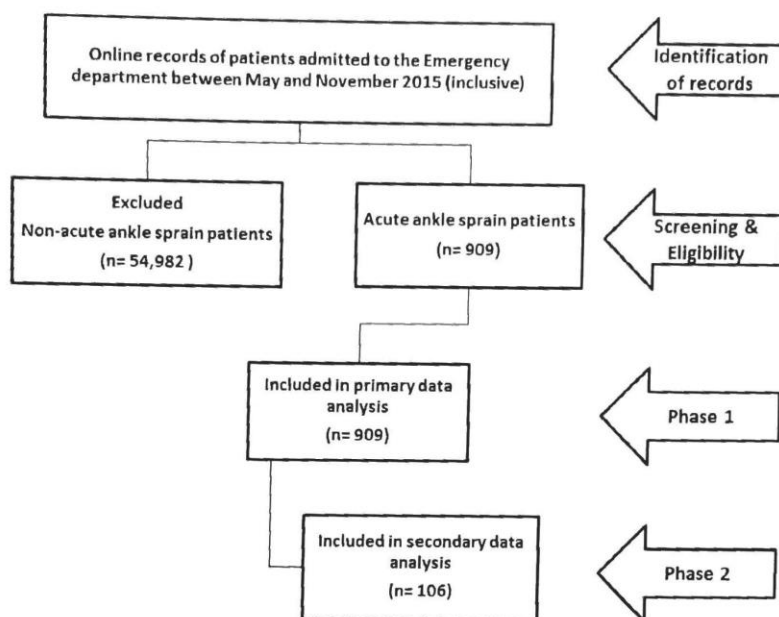 Online records of patients admitted to the Emergency
department between May and November 2015 (inclusive)
Identification
of records
Excluded
Non-acute ankle sprain patients
(n= 54,982 )
Acute ankle sprain patients
(n= 909)
Screening &
Eligibility
Included in primary data
analysis
(n= 909)
Phase 1
Included in secondary data
analysis
(n= 106)
Phase 2